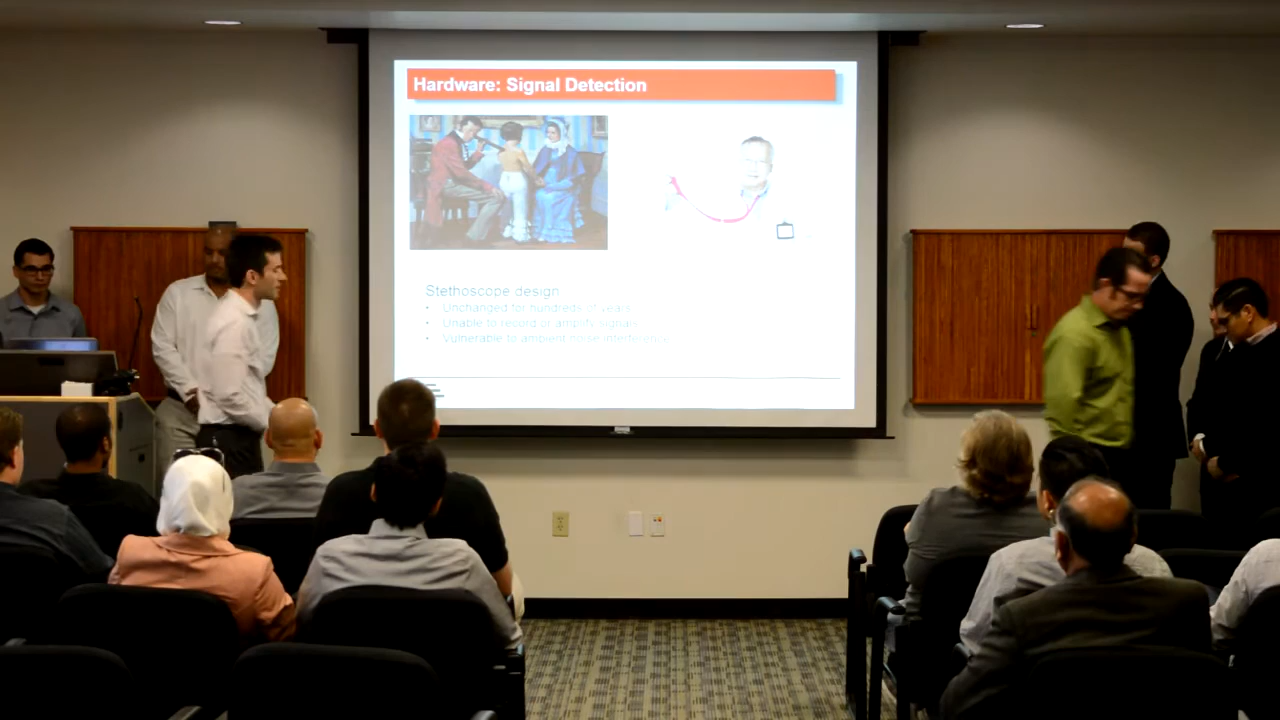 Hardware: Signal Detection
Stethoscope design
• Unchanged for hundreds of years
• Unable to record or amplify signals
• Vulnerable to ambient noise interference